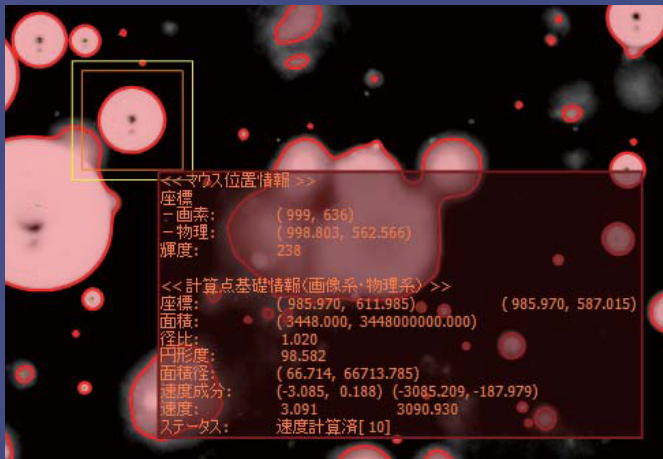 <<マウス位置情報>>
座標
－画素: ( 999, 636)
－物理: ( 998.803, 562.566)
輝度: 238
<<計算点基礎情報(画像系・物理系) >>
座標: ( 985.970, 611.985) ( 985.970, 587.015)
面積: ( 3448.000, 3448000000.000)
径比: 1.020
円形度: 98.582
面積径: ( 66.714, 66713.785)
速度成分: (-3.085, 0.188) (-3085.209,-187.979)
速度: 3.091 3090.930
ステータス: 速度計算済[ 10]